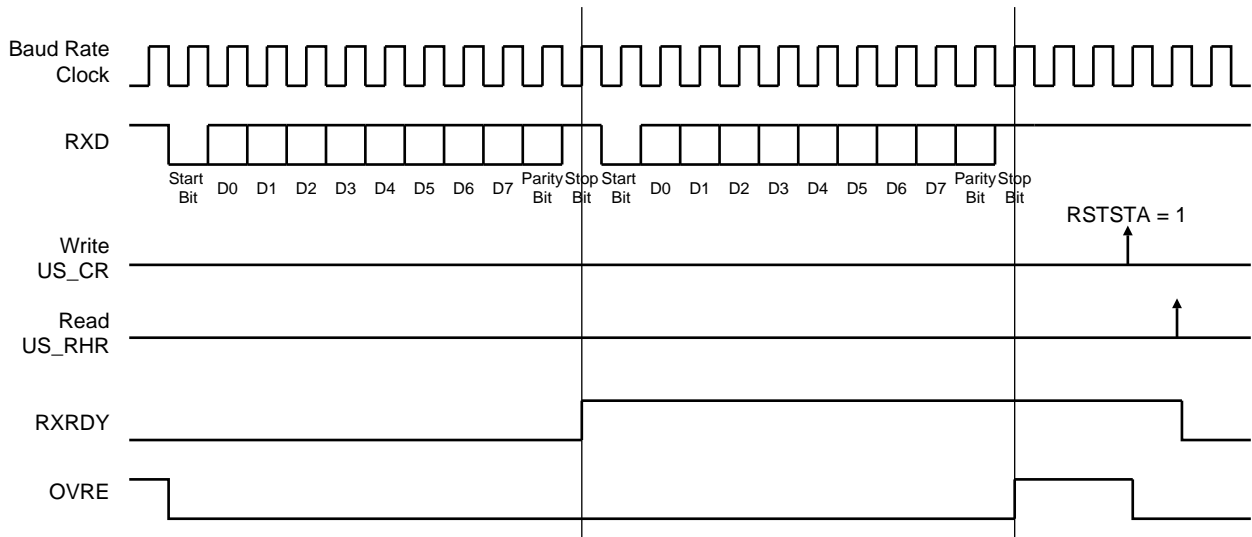 Baud Rate
Clock
RXD
Start
Bit
D0
D1
D2
D3
D4
D5
D6
D7
Parity
Bit
Stop
Bit
Start
Bit
D0
D1
D2
D3
D4
D5
D6
D7
Parity
Bit
Stop
Bit
RSTSTA = 1
Write
US_CR
Read
US_RHR
RXRDY
OVRE